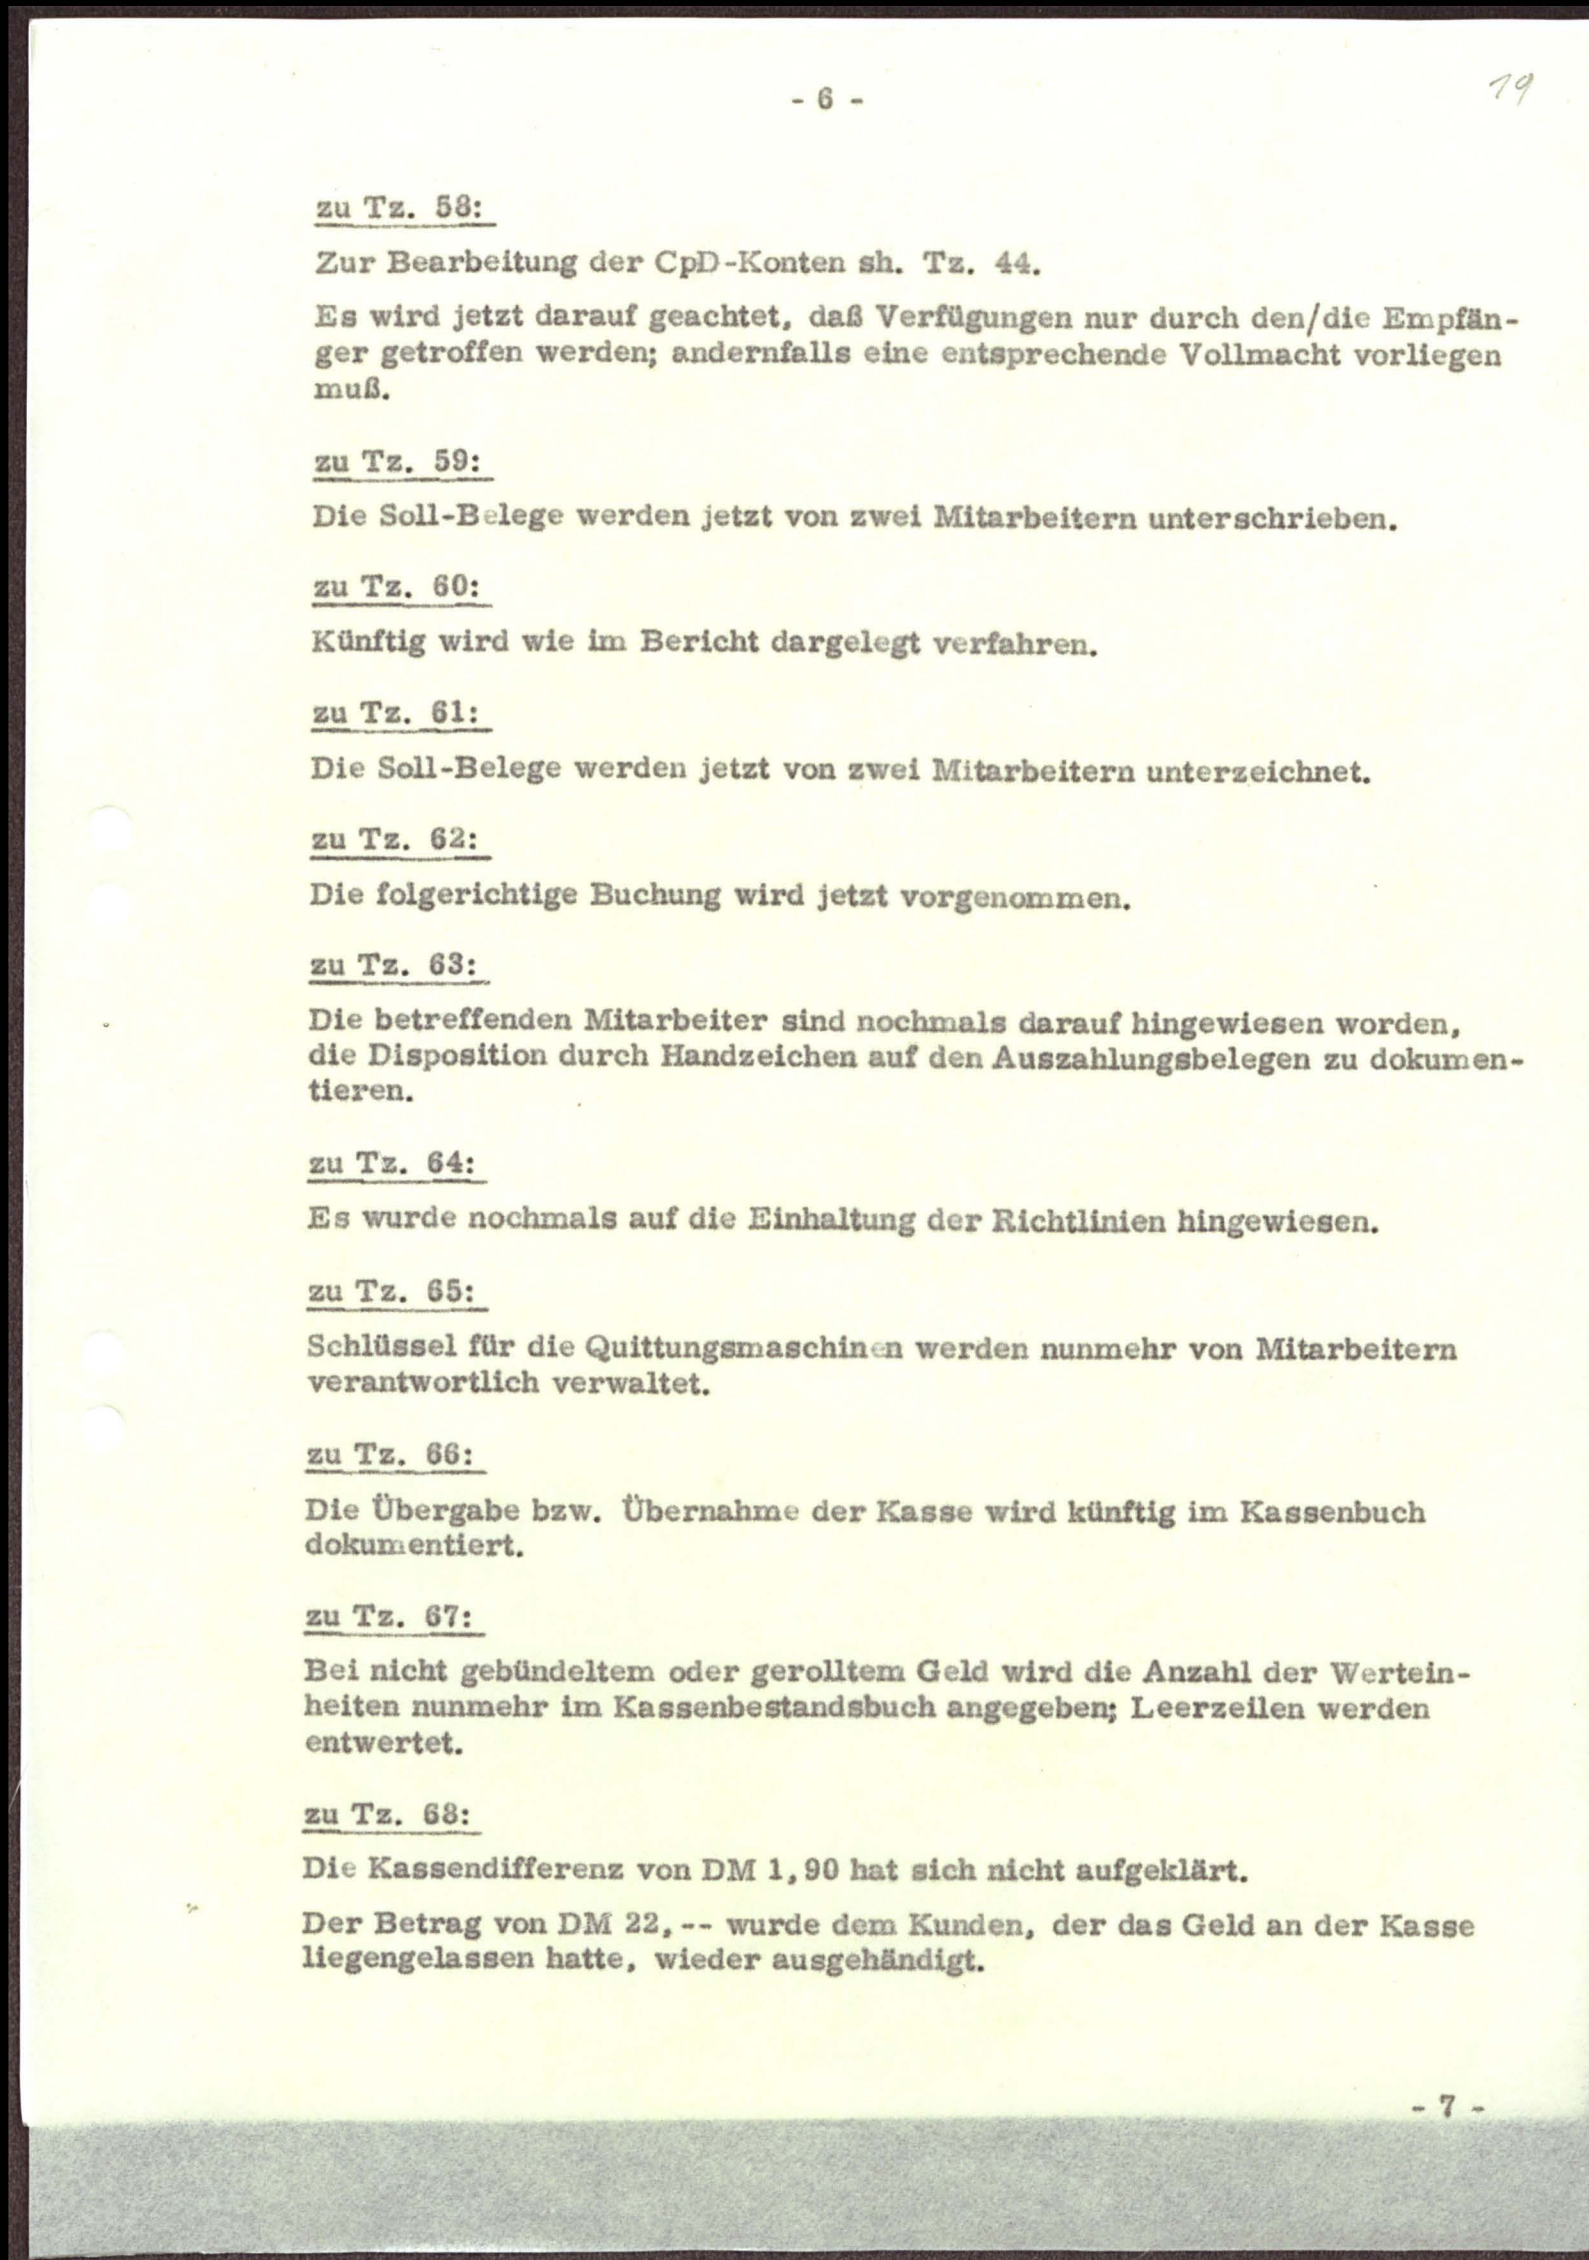 - 6 -
19
zu Tz. 58:
Zur Bearbeitung der CpD-Konten sh. Tz. 44.
Es wird jetzt darauf geachtet, daß Verfügungen nur durch den/die Empfän-
ger getroffen werden; andernfalls eine entsprechende Vollmacht vorliegen
muß.
zu Tz. 59:
Die Soll-Belege werden jetzt von zwei Mitarbeitern unterschrieben.
zu Tz. 60:
Künftig wird wie im Bericht dargelegt verfahren.
zu Tz. 61:
Die Soll-Belege werden jetzt von zwei Mitarbeitern unterzeichnet.
zu Tz. 62:
Die folgerichtige Buchung wird jetzt vorgenommen.
zu Tz. 63:
Die betreffenden Mitarbeiter sind nochmals darauf hingewiesen worden,
die Disposition durch Handzeichen auf den Auszahlungsbelegen zu dokumen-
tieren.
zu Tz. 64:
Es wurde nochmals auf die Einhaltung der Richtlinien hingewiesen.
zu Tz. 65:
Schlüssel für die Quittungsmaschinen werden nunmehr von Mitarbeitern
verantwortlich verwaltet.
zu Tz. 66:
Die Übergabe bzw. Übernahme der Kasse wird künftig im Kassenbuch
dokumentiert.
zu Tz. 67:
Bei nicht gebündeltem oder gerolltem Geld wird die Anzahl der Wertein-
heiten nunmehr im Kassenbestandsbuch angegeben; Leerzeilen werden
entwertet.
zu Tz. 68:
Die Kassendifferenz von DM 1,90 hat sich nicht aufgeklärt.
Der Betrag von DM 22,-- wurde dem Kunden, der das Geld an der Kasse
liegengelassen hatte, wieder ausgehändigt.
- 7 -